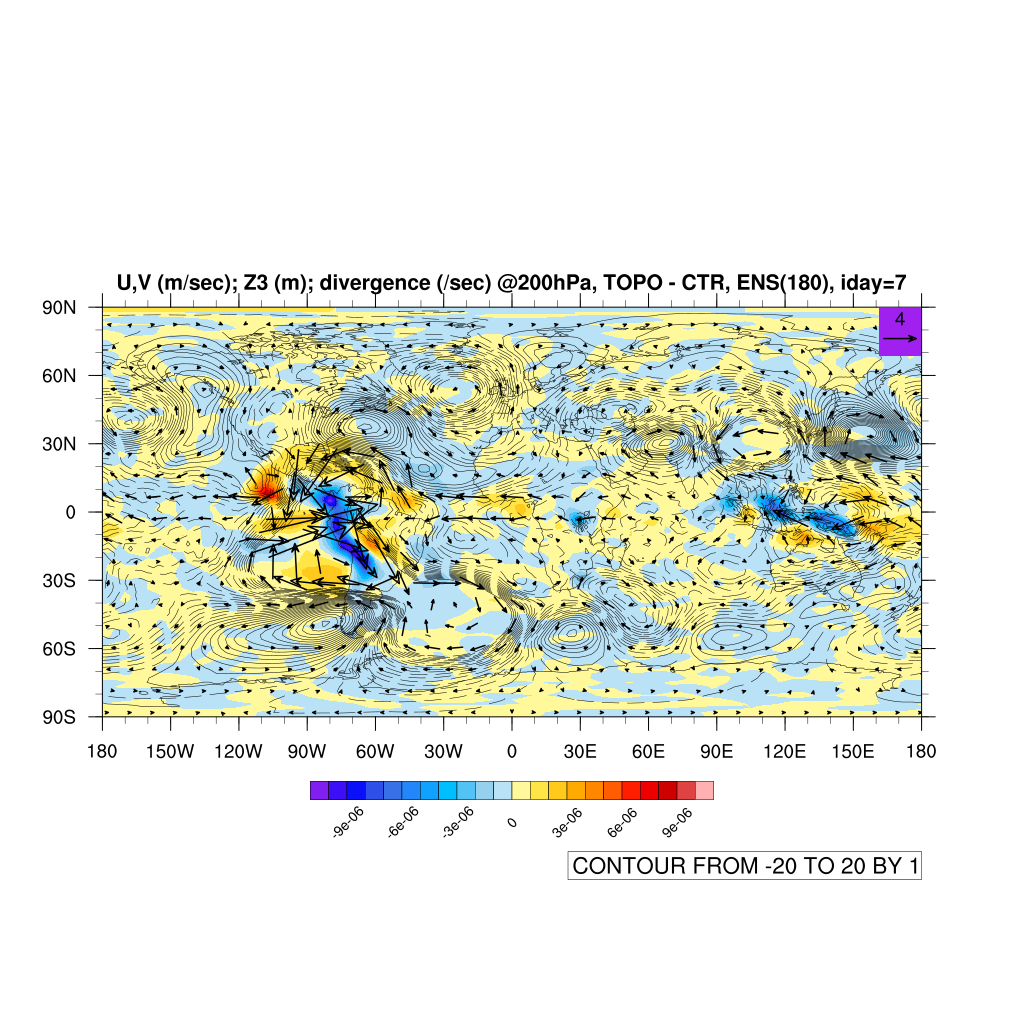 U,V (m/sec); Z3 (m); divergence (/sec) @200hPa, TOPO - CTR, ENS(180), iday=7
4
90N
60N
30N
0
30S
60S
90S
180 150W 120W 90W 60W 30W 0 30E 60E 90E 120E 150E 180
-9e-06 -6e-06 -3e-06 0 3e-06 6e-06 9e-06
CONTOUR FROM -20 TO 20 BY 1